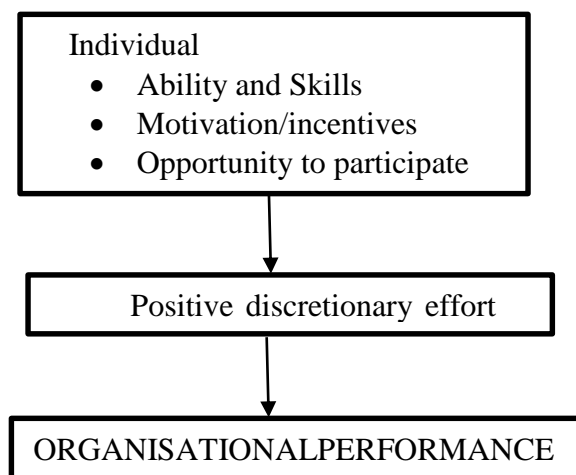 Individual
• Ability and Skills
• Motivation/incentives
• Opportunity to participate
Positive discretionary effort
ORGANISATIONALPERFORMANCE